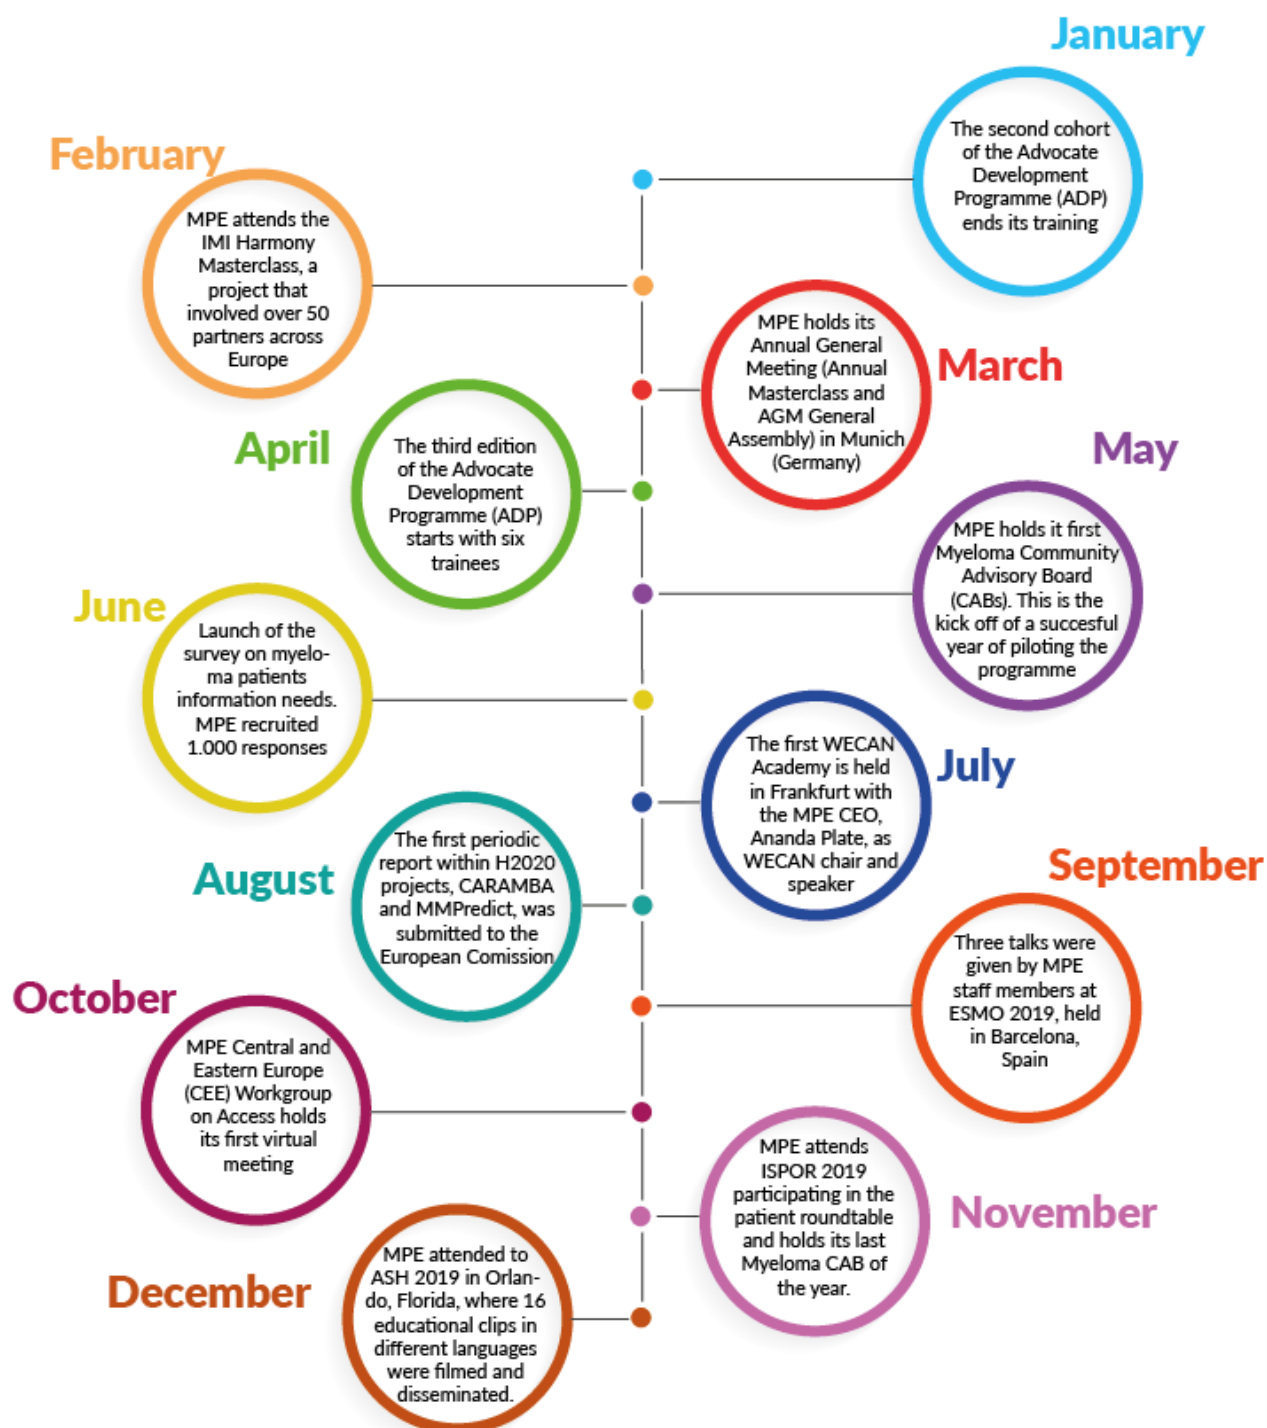 January
The second cohort
of the Advocate
Development
Programme (ADP)
ends its training
February
MPE attends the
IMI Harmony
Masterclass, a
project that
involved over 50
partners across
Europe
March
MPE holds its
Annual General
Meeting (Annual
Masterclass and
AGM General
Assembly) in Munich
(Germany)
April
The third edition
of the Advocate
Development
Programme (ADP)
starts with six
trainees
May
MPE holds it first
Myeloma Community
Advisory Board
(CABs). This is the
kick off of a succesful
year of piloting the
programme
June
Launch of the
survey on myelo-
ma patients
information needs.
MPE recruited
1.000 responses
July
The first WECAN
Academy is held
in Frankfurt with
the MPE CEO,
Ananda Plate, as
WECAN chair and
speaker
August
The first periodic
report within H2020
projects, CARAMBA
and MMPredict, was
submitted to the
European Comission
September
Three talks were
given by MPE
staff members at
ESMO 2019, held
in Barcelona,
Spain
October
MPE Central and
Eastern Europe
(CEE) Workgroup
on Access holds
its first virtual
meeting
November
MPE attends
ISPOR 2019
participating in the
patient roundtable
and holds its last
Myeloma CAB of
the year.
December
MPE attended to
ASH 2019 in Orlan-
do, Florida, where 16
educational clips in
different languages
were filmed and
disseminated.